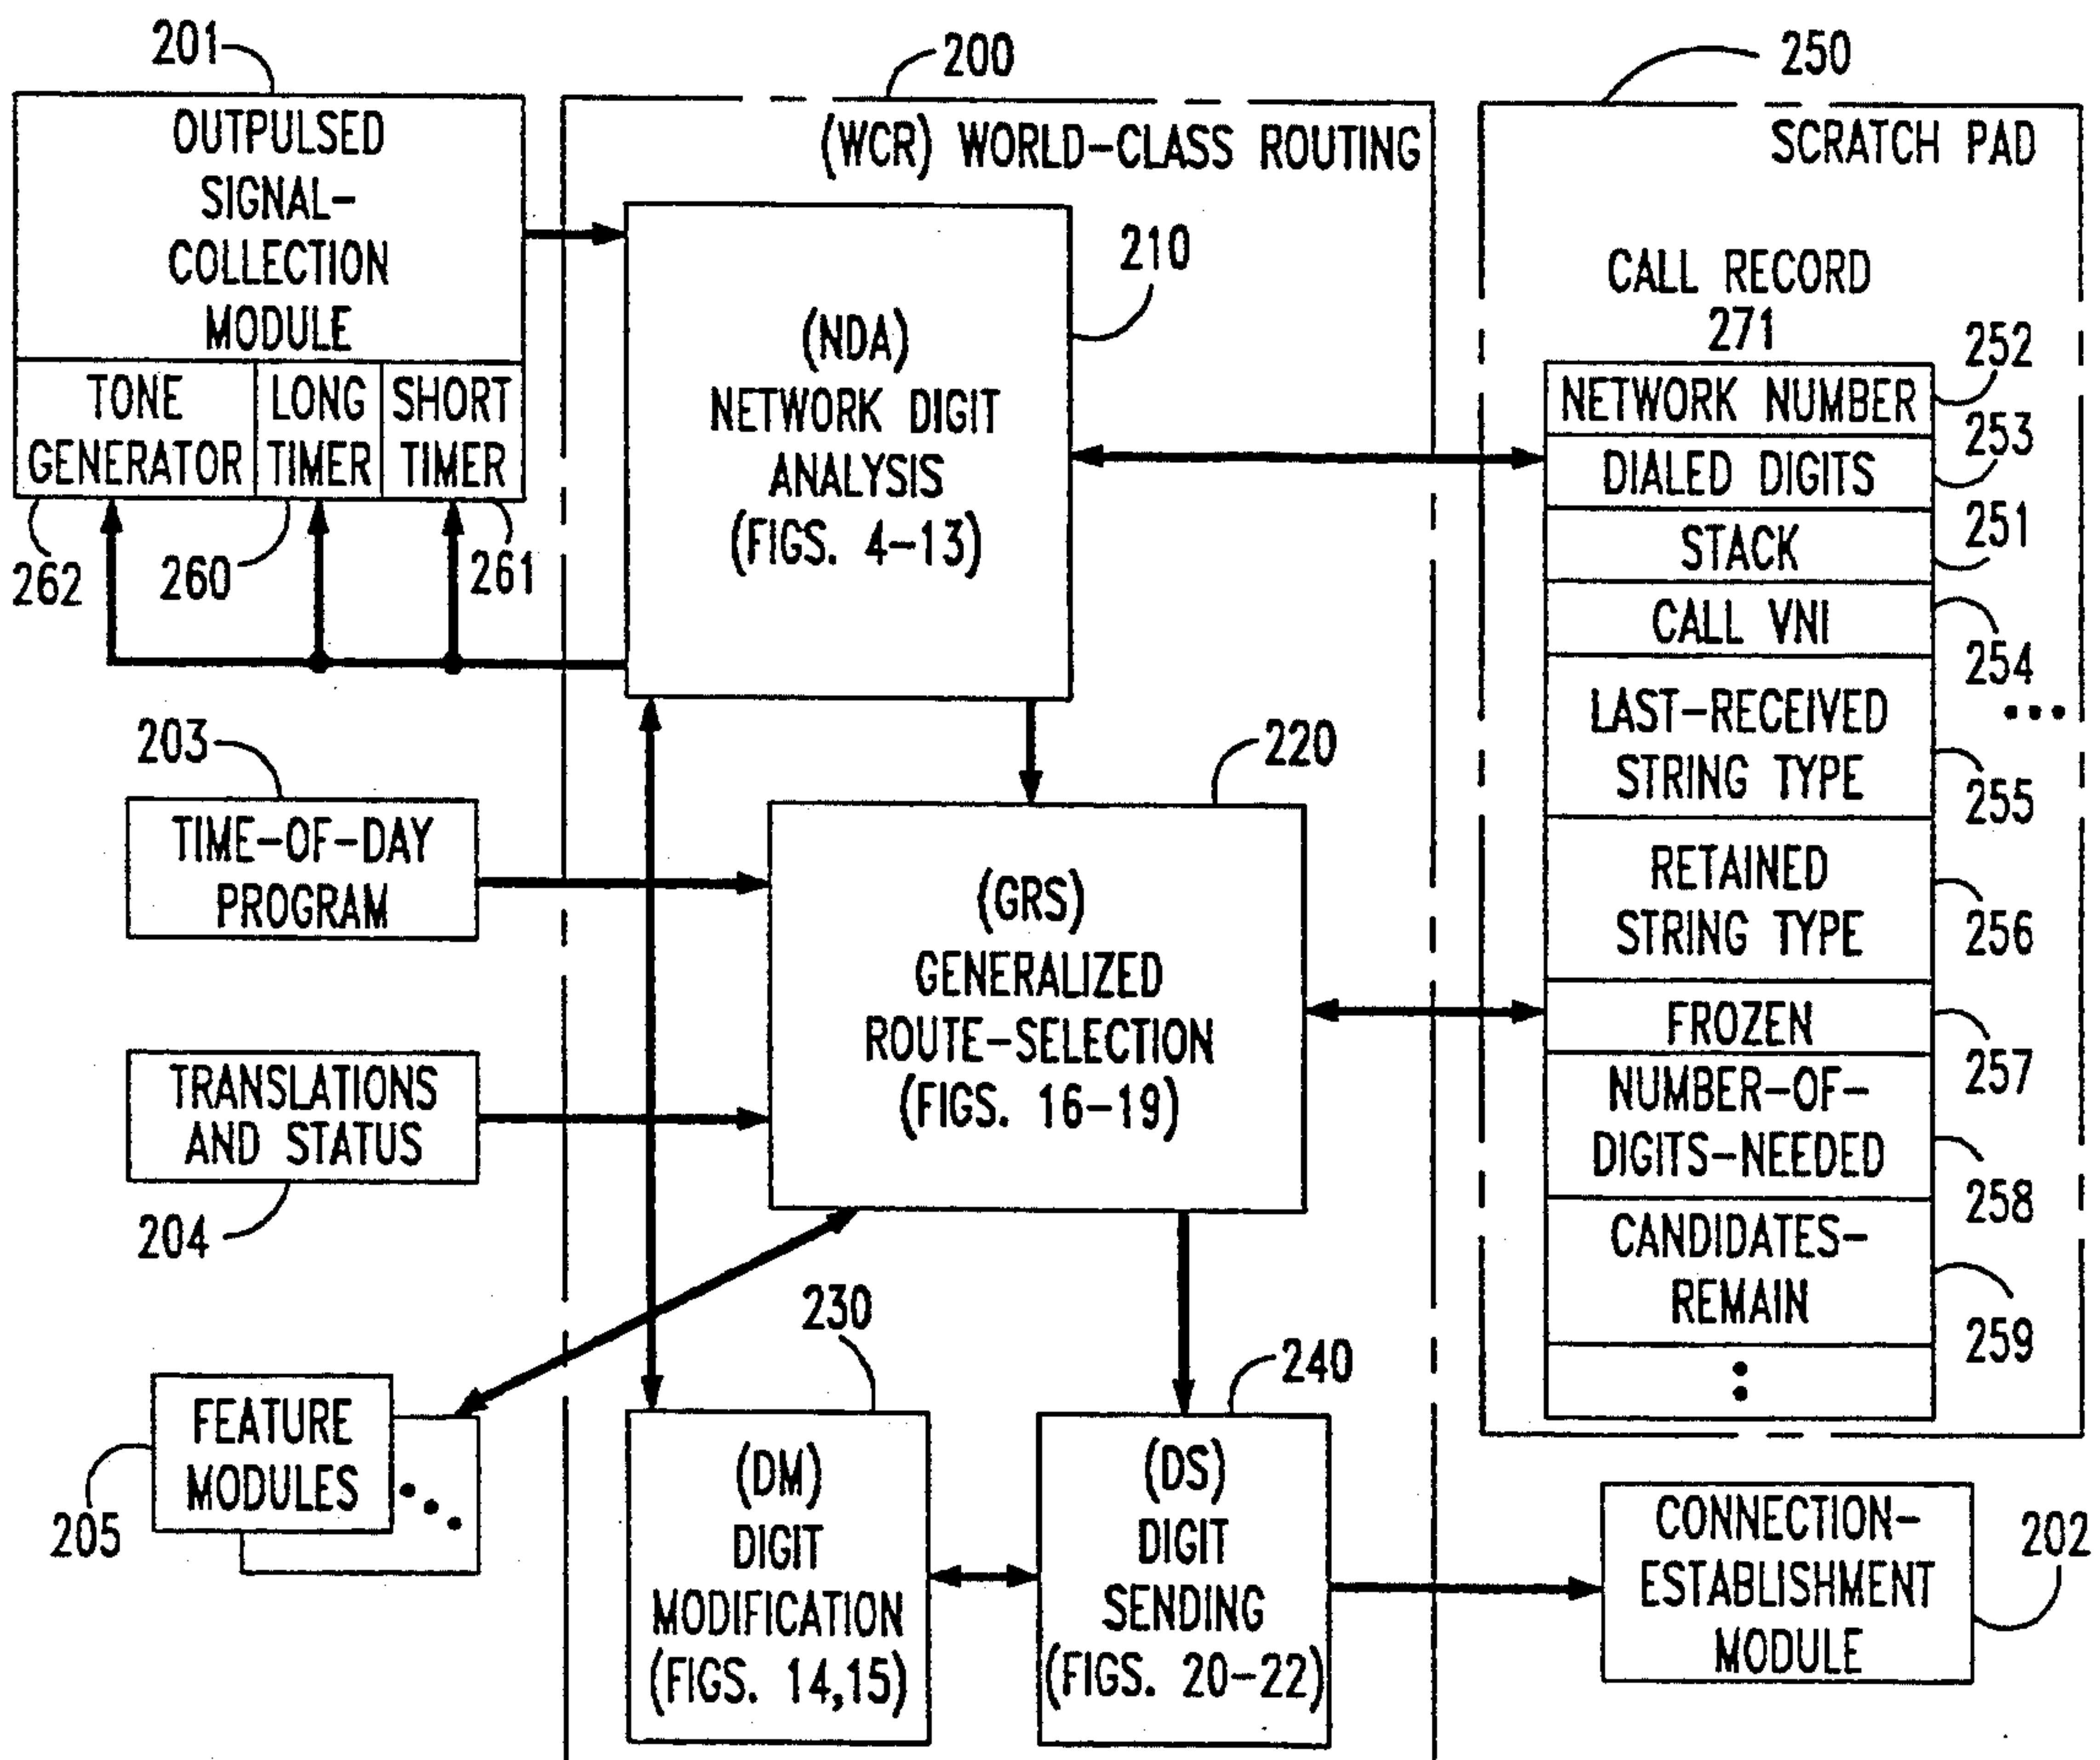 201
OUTPULSED
SIGNAL-
COLLECTION
MODULE
TONE
GENERATOR
LONG
TIMER
SHORT
TIMER
262
260
261
200
(WCR) WORLD-CLASS ROUTING
210
(NDA)
NETWORK DIGIT
ANALYSIS
(FIGS. 4-13)
203
TIME-OF-DAY
PROGRAM
TRANSLATIONS
AND STATUS
204
220
(GRS)
GENERALIZED
ROUTE-SELECTION
(FIGS. 16-19)
FEATURE
MODULES
205
230
(DM)
DIGIT
MODIFICATION
(FIGS. 14,15)
240
(DS)
DIGIT
SENDING
(FIGS. 20-22)
250
SCRATCH PAD
CALL RECORD
271
NETWORK NUMBER
252
DIALED DIGITS
253
STACK
251
CALL VNI
254
LAST-RECEIVED
STRING TYPE
255
RETAINED
STRING TYPE
256
FROZEN
257
NUMBER-OF-
DIGITS-NEEDED
258
CANDIDATES-
REMAIN
259
CONNECTION-
ESTABLISHMENT
MODULE
202